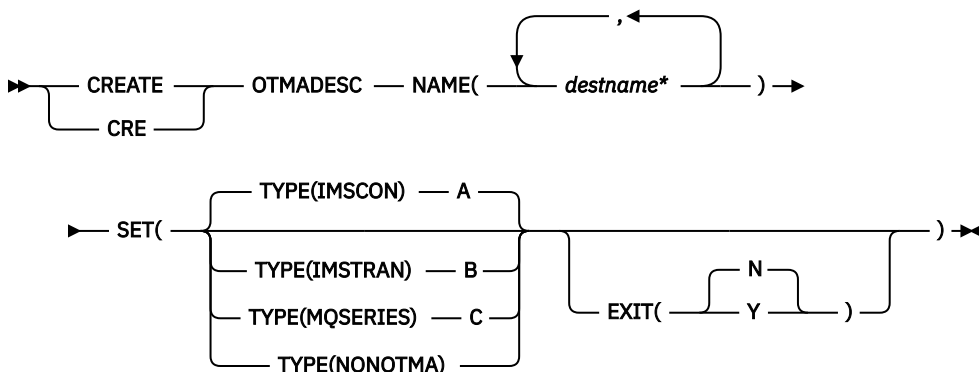 ,
CREATE OTMADESC NAME( destname* )
CRE
TYPE(IMSCON) A
SET( )
TYPE(IMSTRAN) B N
TYPE(MQSERIES) C EXIT( Y )
TYPE(NONOTMA)